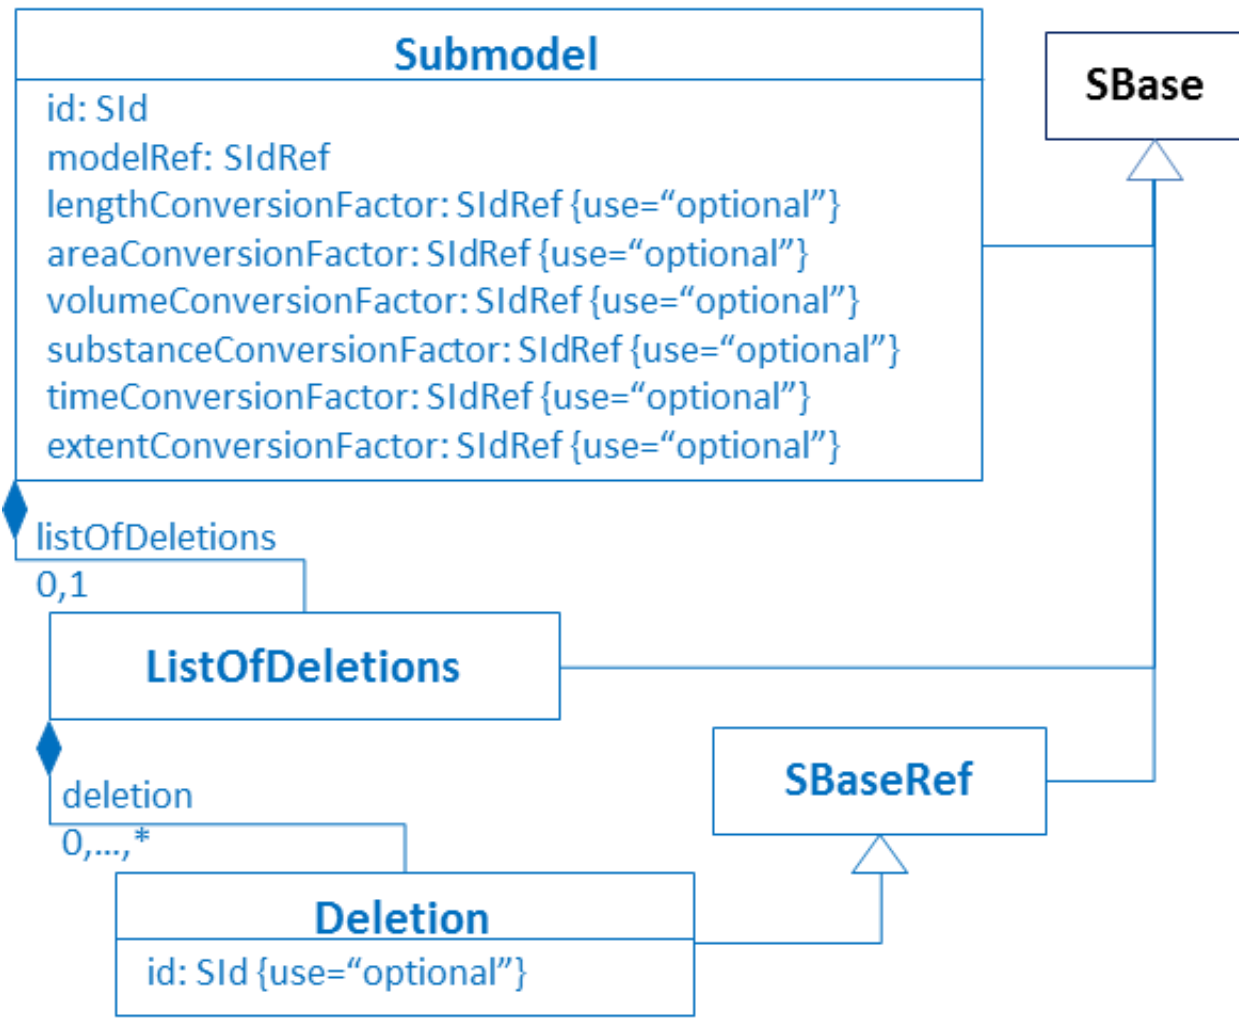 Submodel
id: SId
modelRef: SIdRef
lengthConversionFactor: SIdRef {use=“optional”}
areaConversionFactor: SIdRef {use=“optional”}
volumeConversionFactor: SIdRef {use=“optional”}
substanceConversionFactor: SIdRef {use=“optional”}
timeConversionFactor: SIdRef {use=“optional”}
extentConversionFactor: SIdRef {use=“optional”}
SBase
listOfDeletions
0,1
ListOfDeletions
SBaseRef
deletion
0,...,*
Deletion
id: SId {use=“optional”}